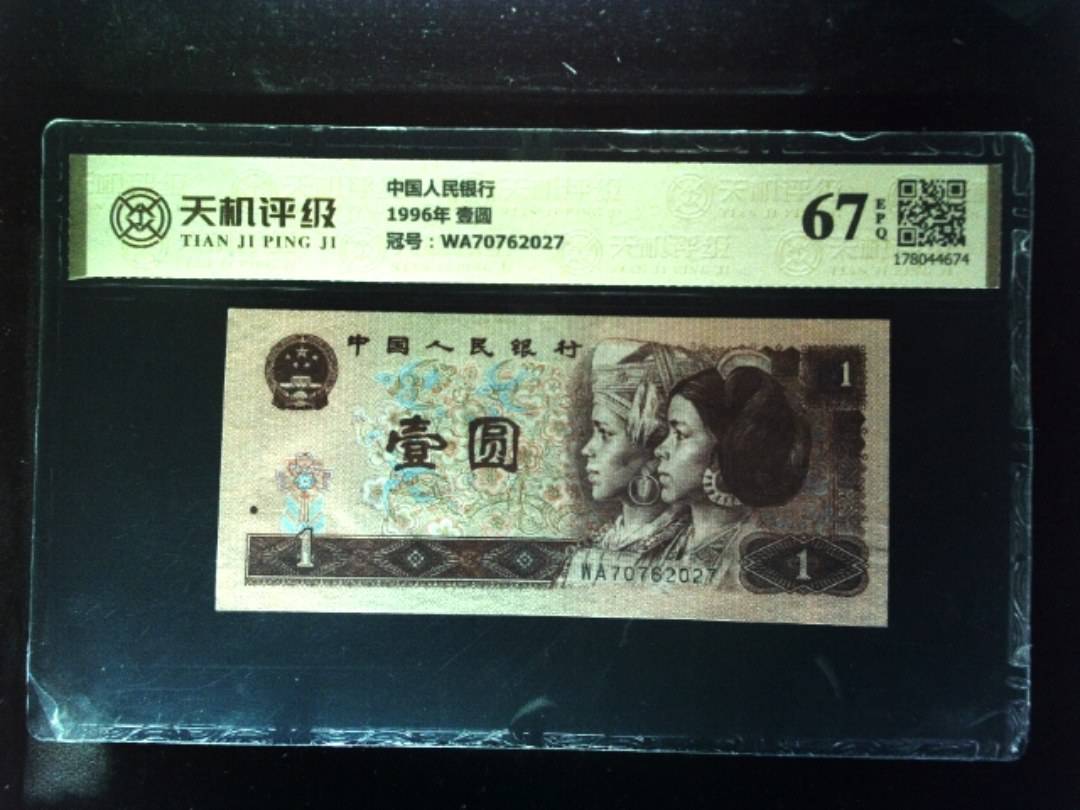 天机评级
TIAN JI PING JI
中国人民银行
1996年 壹圆
冠号：WA70762027
67
EPQ
178044674
中国人民银行
1
壹圆
1
WA70762027
1